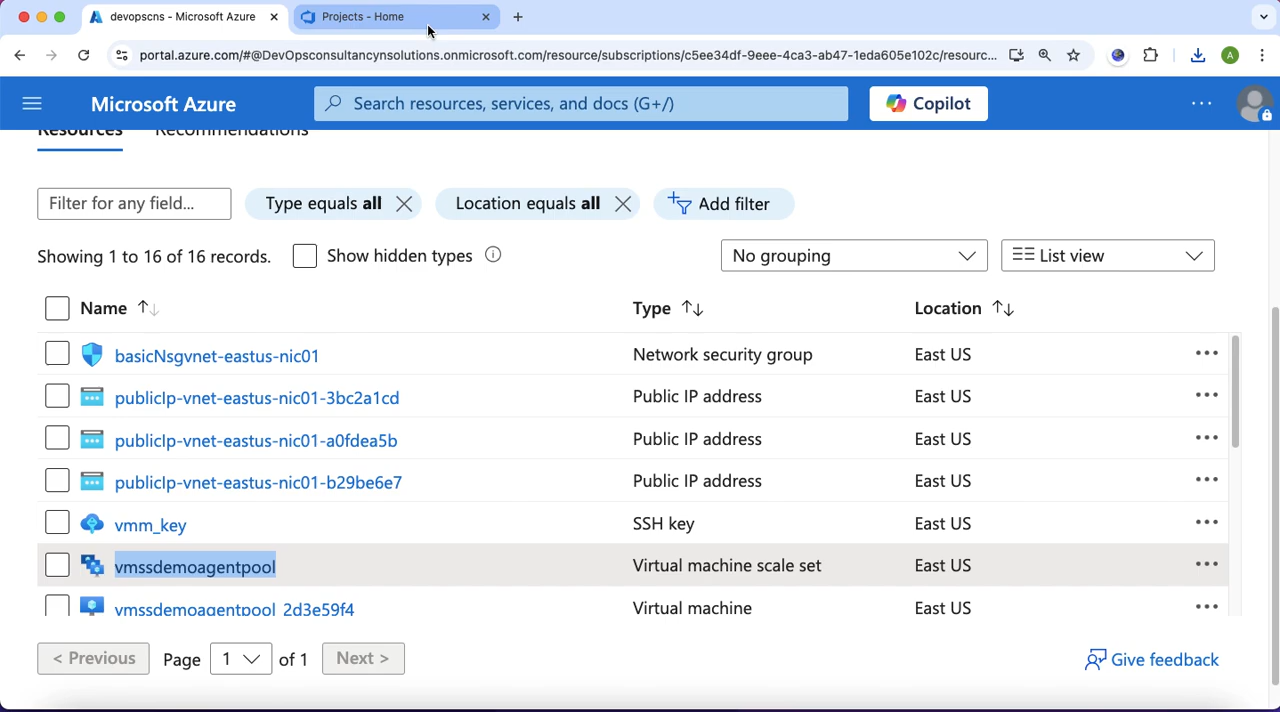 devopscns - Microsoft Azure
Projects - Home
portal.azure.com/#@DevOpsconsultancynsolutions.onmicrosoft.com/resource/subscriptions/c5ee34df-9eee-4ca3-ab47-1eda605e102c/resourc...
A
Microsoft Azure
Search resources, services, and docs (G+/)
Copilot
Resources Recommendations
Filter for any field...
Type equals all
Location equals all
Add filter
Showing 1 to 16 of 16 records.
Show hidden types
No grouping
List view
Name Type Location
basicNsgvnet-eastus-nic01 Network security group East US
publicIp-vnet-eastus-nic01-3bc2a1cd Public IP address East US
publicIp-vnet-eastus-nic01-a0fdea5b Public IP address East US
publicIp-vnet-eastus-nic01-b29be6e7 Public IP address East US
vmm_key SSH key East US
vmssdemoagentpool Virtual machine scale set East US
vmssdemoagentpool_2d3e59f4 Virtual machine East US
< Previous Page 1 of 1 Next >
Give feedback